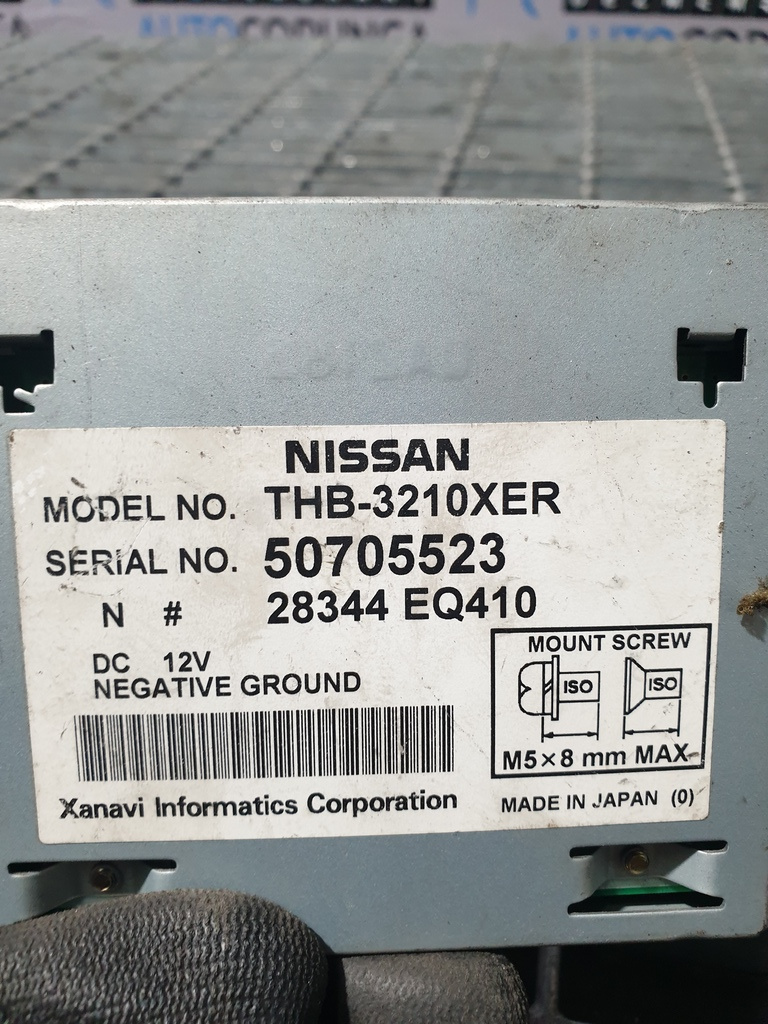 AUTOCORUNCA
NISSAN
MODEL NO. THB-3210XER
SERIAL NO. 50705523
N # 28344 EQ410
DC 12V
NEGATIVE GROUND
MOUNT SCREW
ISO ISO
M5×8 mm MAX
Xanavi Informatics Corporation
MADE IN JAPAN (0)